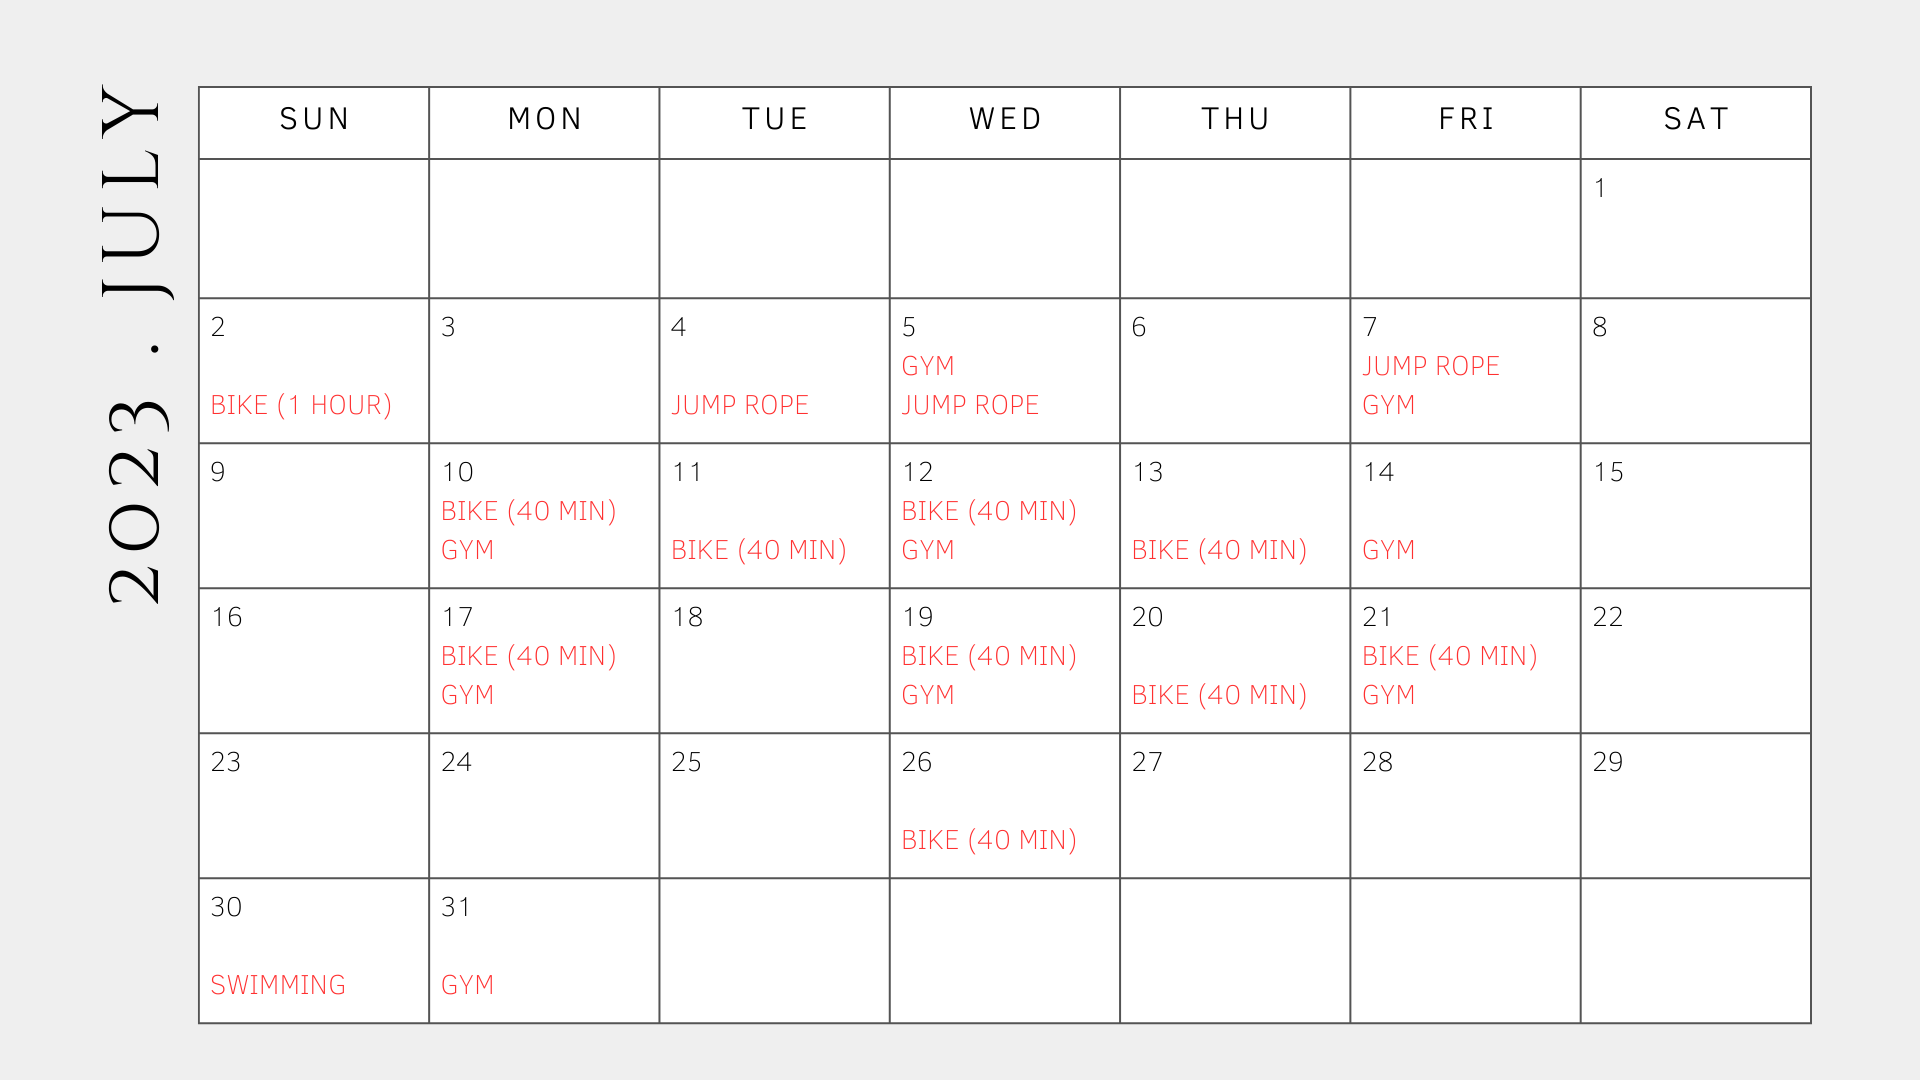 2023 . JULY
SUN MON TUE WED THU FRI SAT
1
2 3 4 5 6 7 8
GYM JUMP ROPE
BIKE (1 HOUR) JUMP ROPE JUMP ROPE GYM
9 10 11 12 13 14 15
BIKE (40 MIN) BIKE (40 MIN)
GYM BIKE (40 MIN) GYM BIKE (40 MIN) GYM
16 17 18 19 20 21 22
BIKE (40 MIN) BIKE (40 MIN) BIKE (40 MIN)
GYM GYM BIKE (40 MIN) GYM
23 24 25 26 27 28 29
BIKE (40 MIN)
30 31
SWIMMING GYM